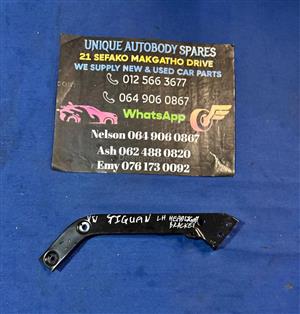 UNIQUE AUTOBODY SPARES
21 SEFAKO MAKGATHO DRIVE
WE SUPPLY NEW & USED CAR PARTS
012 566 3677
064 906 0867
WhatsApp
Nelson 064 906 0867
Ash 062 488 0820
Emy 076 173 0092
VW TIGUAN LH HEADLIGHT
BRACKET